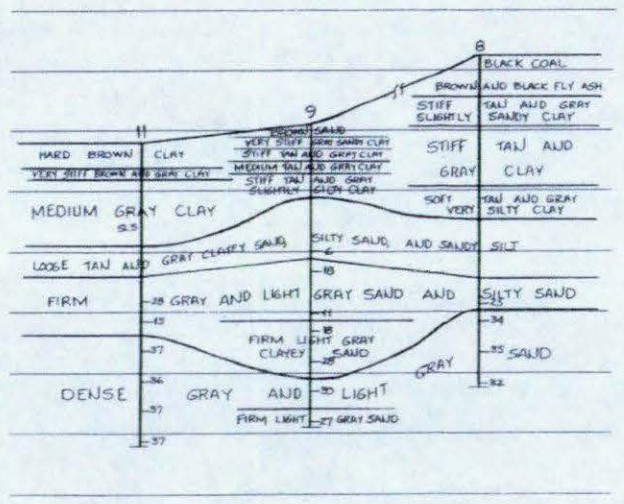 8
BLACK COAL
BROWN AND BLACK FLY ASH
STIFF TAN AND GRAY
SLIGHTLY SANDY CLAY
9
BROWN SAND
11
VERY STIFF GRAY SANDY CLAY
STIFF TAN AND GRAY CLAY
STIFF TAN AND
HARD BROWN CLAY
MEDIUM TAN AND GRAY CLAY
GRAY CLAY
VERY STIFF BROWN AND GRAY CLAY
STIFF TAN AND GRAY
SLIGHTLY SILTY CLAY
SOFT TAN AND GRAY
VERY SILTY CLAY
MEDIUM GRAY CLAY
LOOSE TAN AND GRAY CLAYEY SAND, SILTY SAND, AND SANDY SILT
6
18
FIRM 28 GRAY AND LIGHT GRAY SAND AND SILTY SAND
11
34
18
FIRM LIGHT GRAY
CLAYEY SAND
37
35
28
GRAY SAND
36
32
DENSE GRAY AND 30 LIGHT
37
FIRM LIGHT 27 GRAY SAND
37